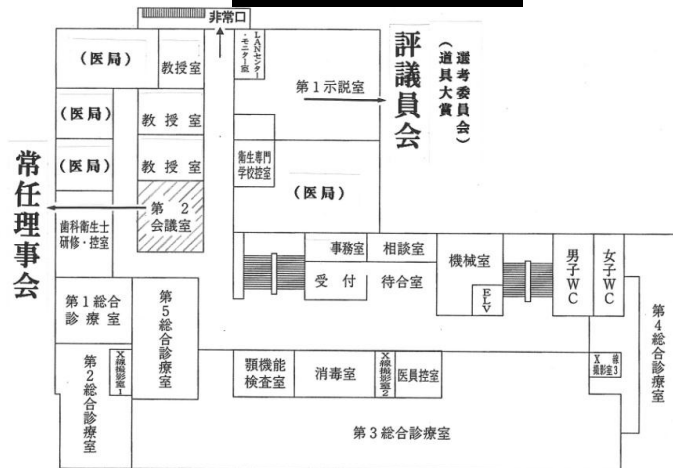 非常口
(医局)
教授室
LANセンター
・モニター室
第1示説室
評議員会
(道具大賞
選考委員会)
(医局)
教授室
(医局)
教授室
衛生専門
学校控室
(医局)
常任理事会
第2
会議室
歯科衛生士
研修・控室
事務室
相談室
機械室
男子WC
女子WC
受付
待合室
ELV
第1総合
診療室
第5総合診療室
第4総合診療室
第2総合診療室
X線撮影室1
顎機能
検査室
消毒室
X線撮影室2
医員控室
X線
撮影室3
第3総合診療室